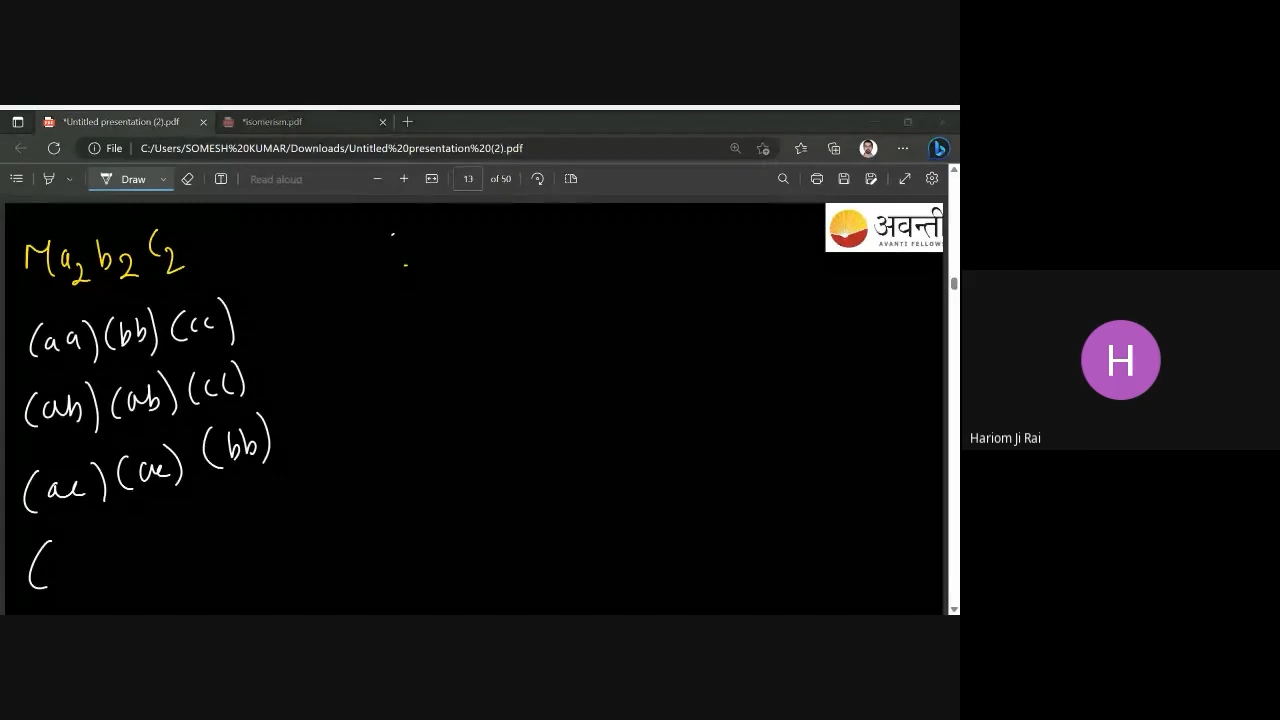 *Untitled presentation (2).pdf
*isomerism.pdf
File
C:/Users/SOMESH%20KUMAR/Downloads/Untitled%20presentation%20(2).pdf
Draw
Read aloud
13 of 50
अवन्ती
AVANTI FELLOWS
Ma2b2C2
(aa)(bb)(cc)
(ab)(ab)(cc)
(ac)(ac)(bb)
(
H
Hariom Ji Rai